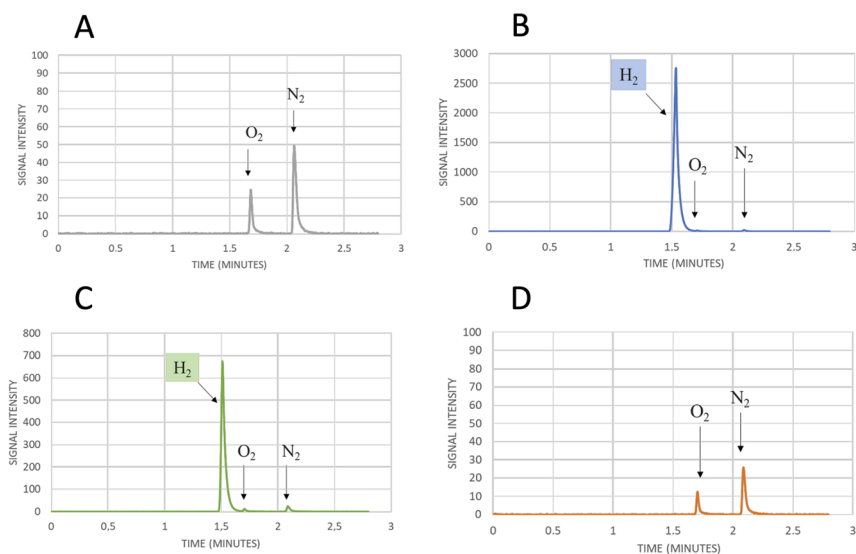 A
100
90
80
70
60
50
40
30
20
10
0
SIGNAL INTENSITY
O2
N2
0 0.5 1 1.5 2 2.5 3
TIME (MINUTES)
B
3000
2500
2000
1500
1000
500
0
SIGNAL INTENSITY
H2
O2
N2
0 0.5 1 1.5 2 2.5 3
TIME (MINUTES)
C
800
700
600
500
400
300
200
100
0
SIGNAL INTENSITY
H2
O2
N2
0 0.5 1 1.5 2 2.5 3
TIME (MINUTES)
D
100
90
80
70
60
50
40
30
20
10
0
SIGNAL INTENSITY
O2
N2
0 0.5 1 1.5 2 2.5 3
TIME (MINUTES)